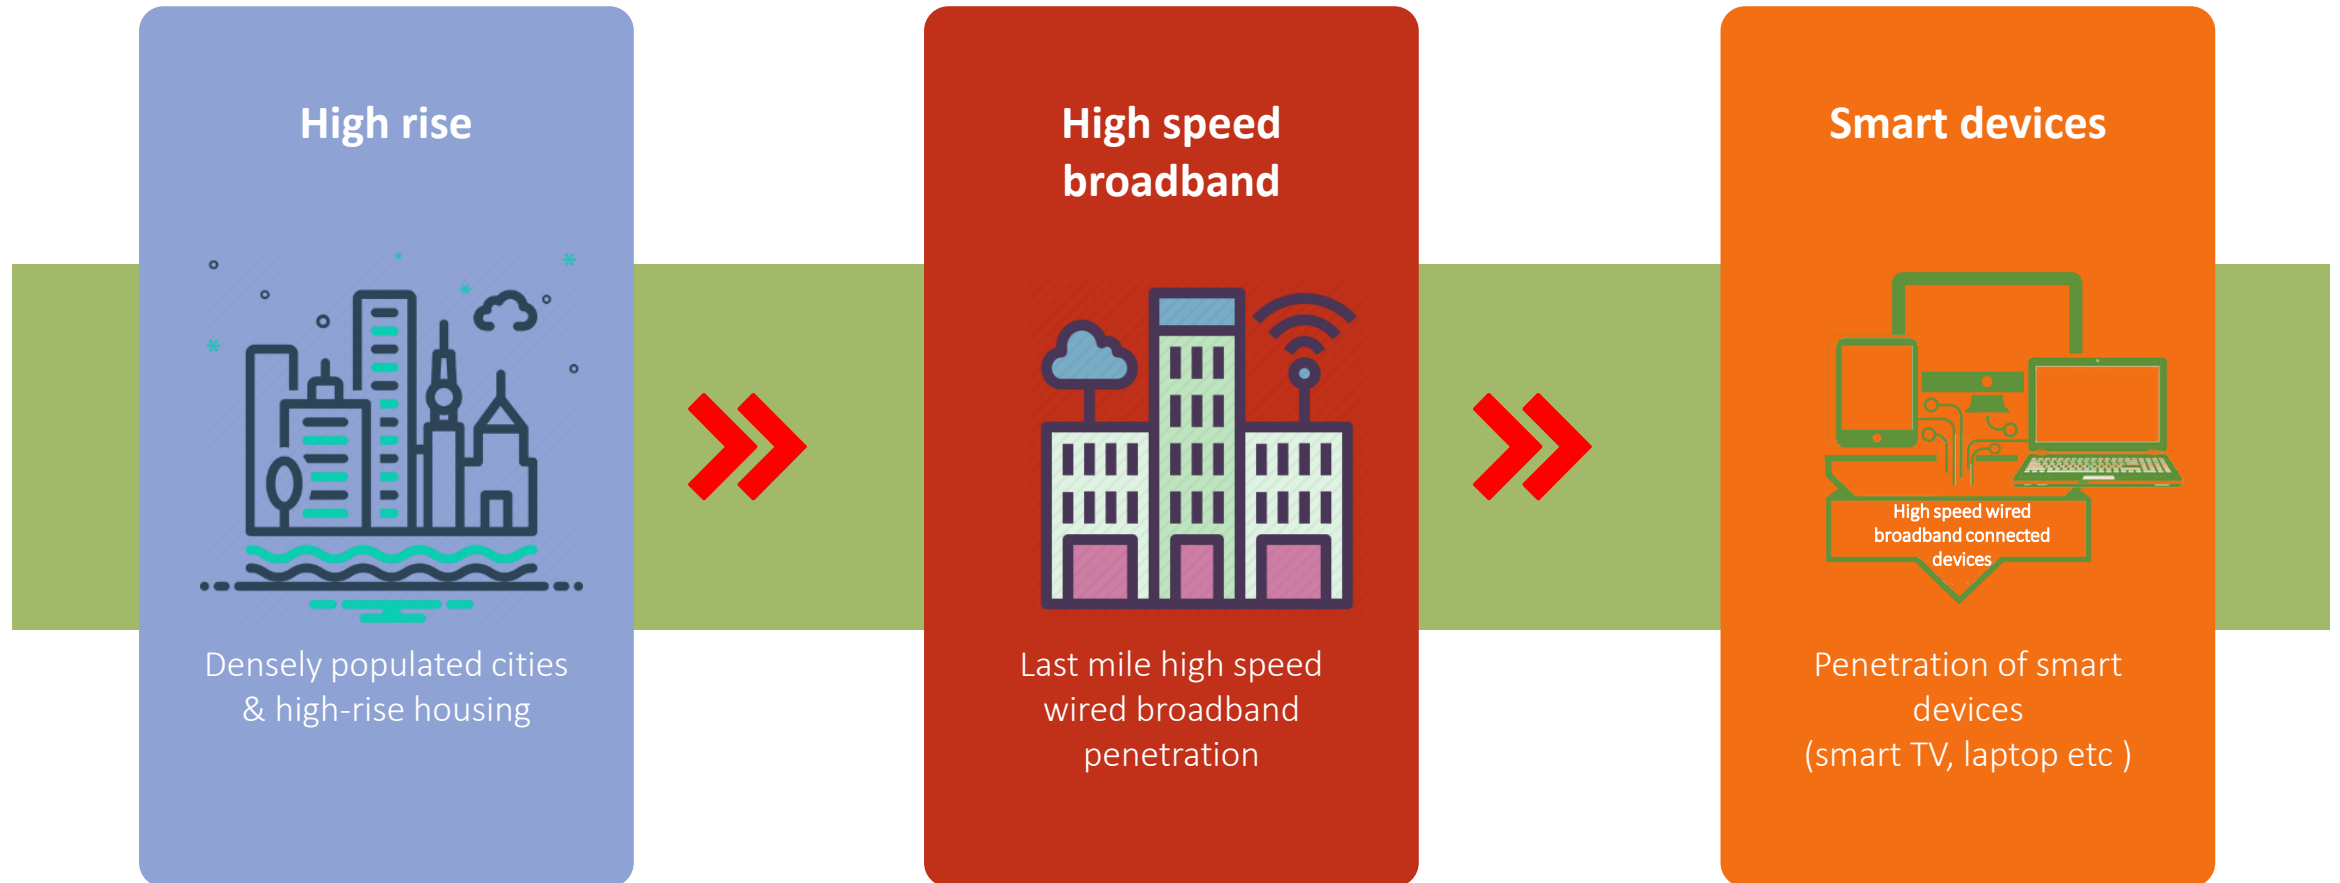 High rise
Densely populated cities
& high-rise housing
High speed
broadband
Last mile high speed
wired broadband
penetration
Smart devices
High speed wired
broadband connected
devices
Penetration of smart
devices
(smart TV, laptop etc )